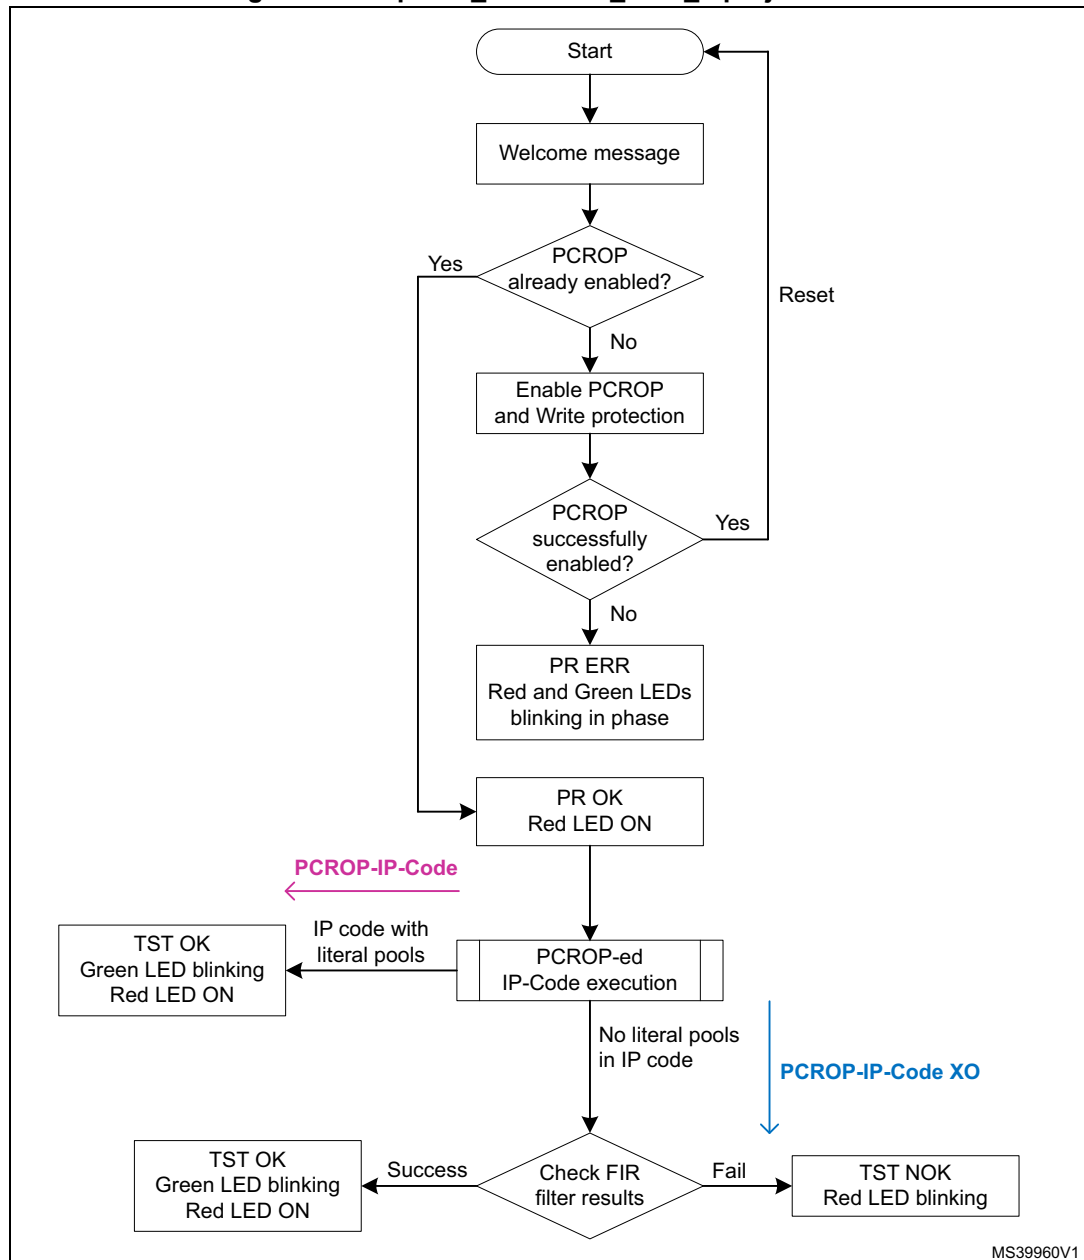 Start
Welcome message
PCROP
already enabled?
Yes
Reset
No
Enable PCROP
and Write protection
PCROP
successfully
enabled?
Yes
No
PR ERR
Red and Green LEDs
blinking in phase
PR OK
Red LED ON
PCROP-IP-Code
IP code with
literal pools
TST OK
Green LED blinking
Red LED ON
PCROP-ed
IP-Code execution
No literal pools
in IP code
PCROP-IP-Code XO
TST OK
Green LED blinking
Red LED ON
Success
Check FIR
filter results
Fail
TST NOK
Red LED blinking
MS39960V1